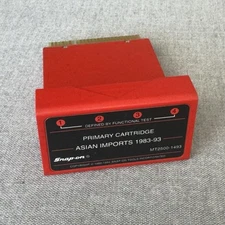 1 2 3 4
DEFINED BY FUNCTIONAL TEST
PRIMARY CARTRIDGE
ASIAN IMPORTS 1983-93
Snap-on®
MT2500-1493